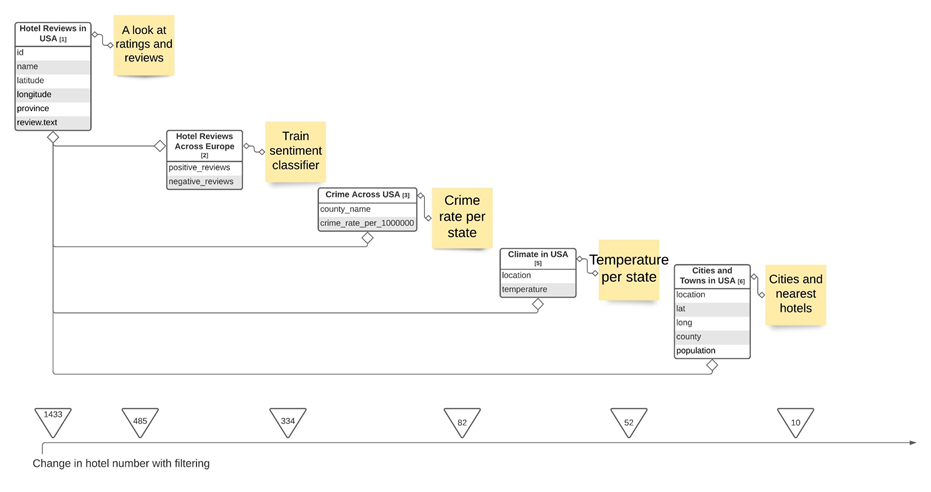 Hotel Reviews in
USA [1]
id
name
latitude
longitude
province
review.text
A look at
ratings and
reviews
Hotel Reviews
Across Europe
[2]
positive_reviews
negative_reviews
Train
sentiment
classifier
Crime Across USA [3]
county_name
crime_rate_per_1000000
Crime
rate per
state
Climate in USA
[5]
location
temperature
Temperature
per state
Cities and
Towns in USA [6]
location
lat
long
county
population
Cities and
nearest
hotels
1433
485
334
82
52
10
Change in hotel number with filtering